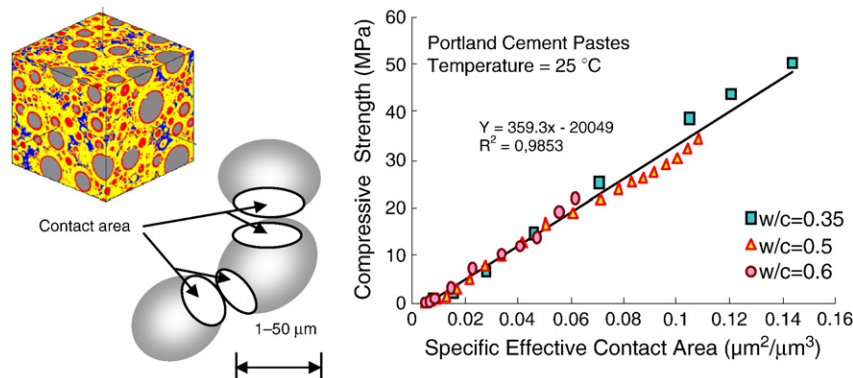 Contact area
1–50 μm
Compressive Strength (MPa)
60
50
40
30
20
10
0
Portland Cement Pastes
Temperature = 25 °C
Y = 359.3x - 20049
R² = 0,9853
w/c=0.35
w/c=0.5
w/c=0.6
0 0.02 0.04 0.06 0.08 0.1 0.12 0.14 0.16
Specific Effective Contact Area (μm²/μm³)